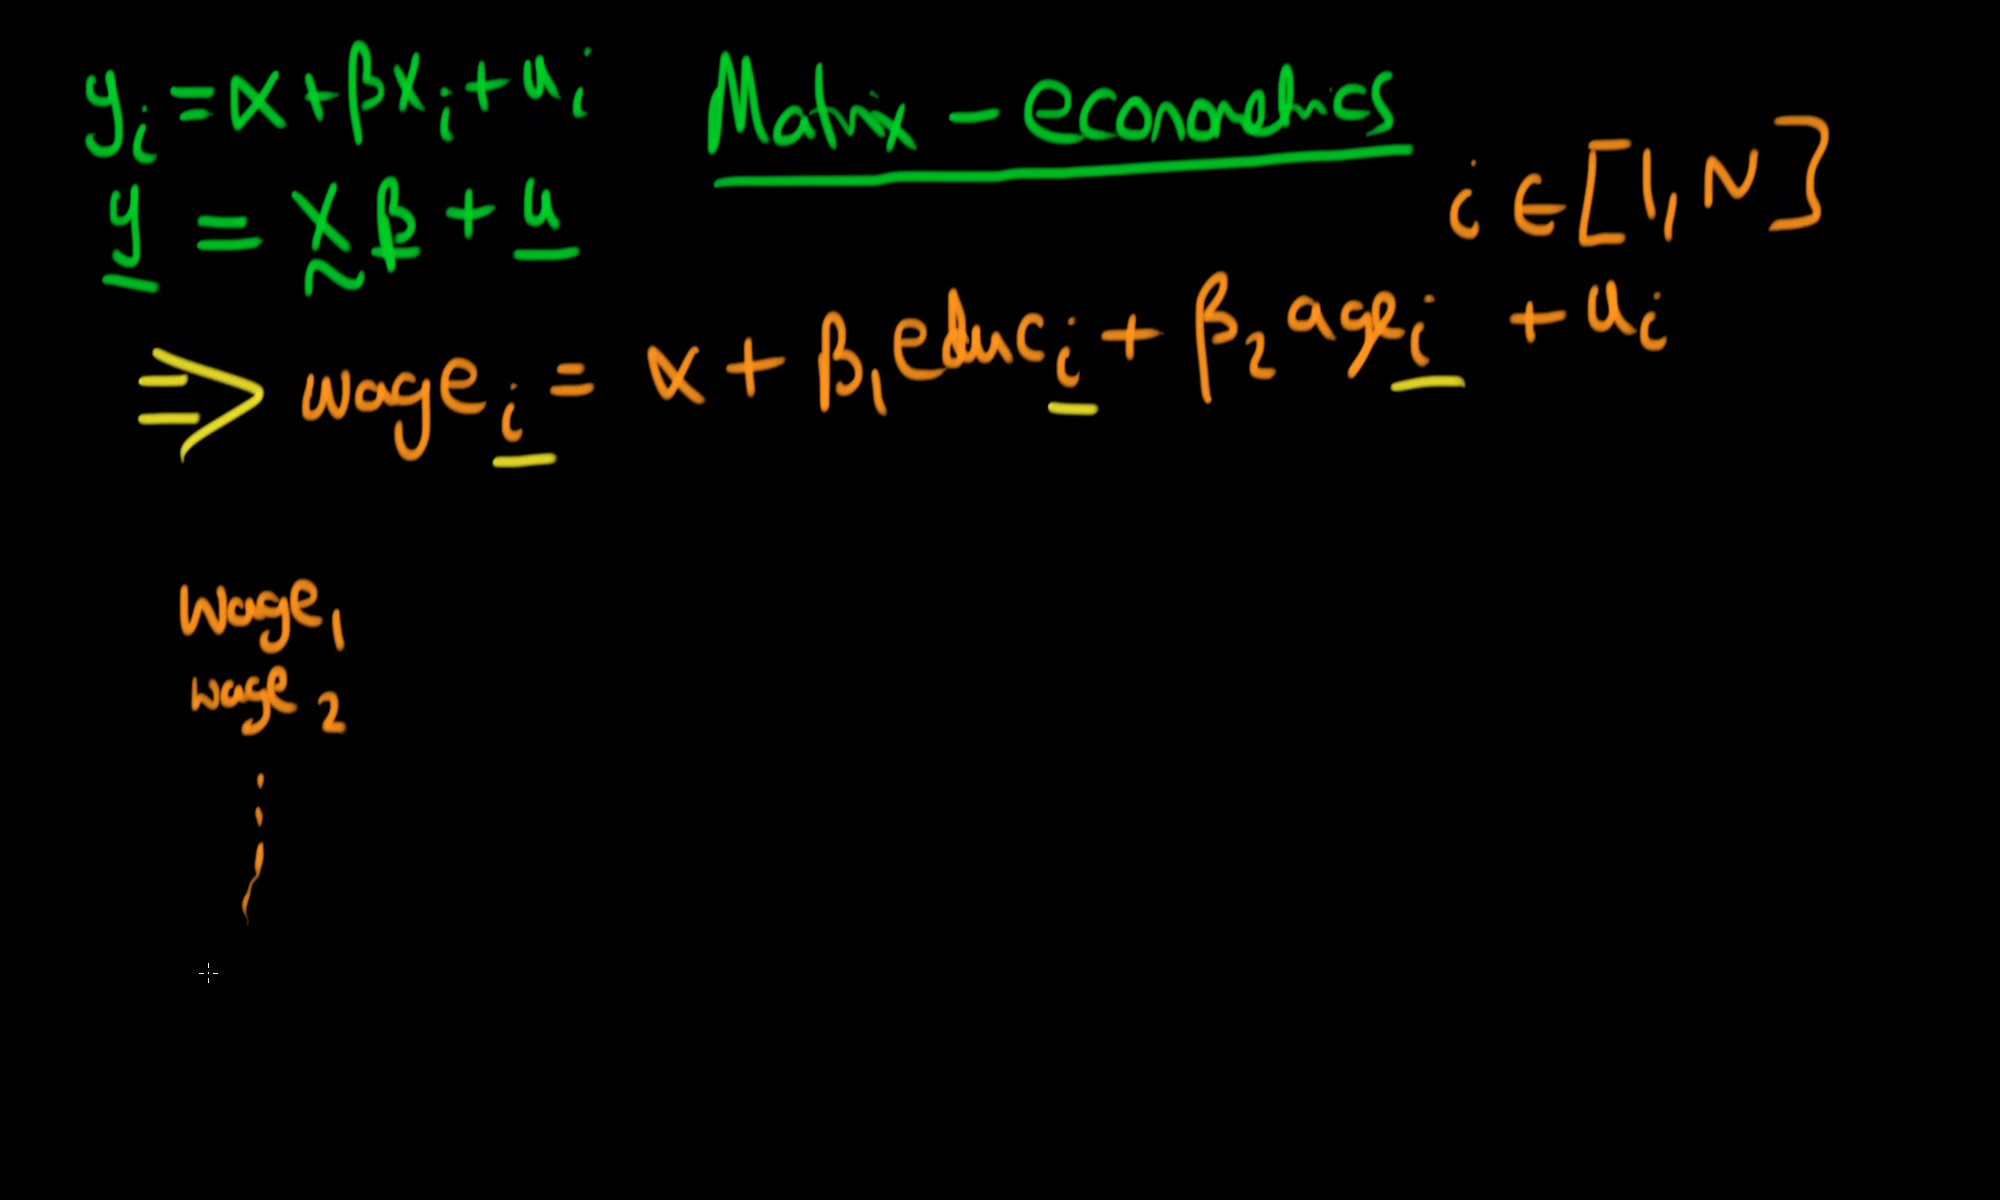 yᵢ = α + βxᵢ + uᵢ
Matrix - econometrics
i ∈ [1, N]
y = Xβ + u
⇒ wageᵢ = α + β₁educᵢ + β₂ageᵢ + uᵢ
Wage₁
wage₂
⋮